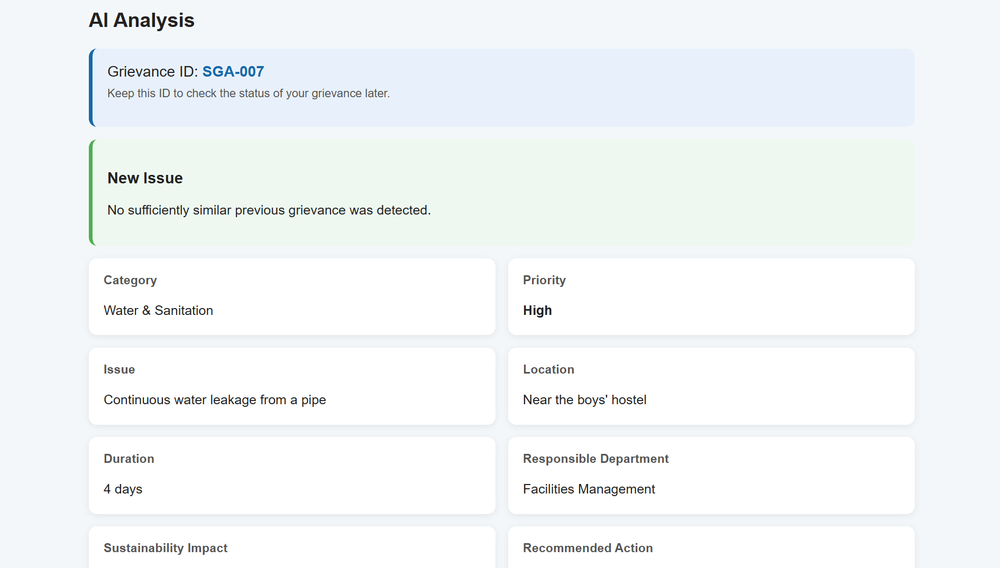 AI Analysis
Grievance ID: SGA-007
Keep this ID to check the status of your grievance later.
New Issue
No sufficiently similar previous grievance was detected.
Category
Water & Sanitation
Priority
High
Issue
Continuous water leakage from a pipe
Location
Near the boys' hostel
Duration
4 days
Responsible Department
Facilities Management
Sustainability Impact
Recommended Action